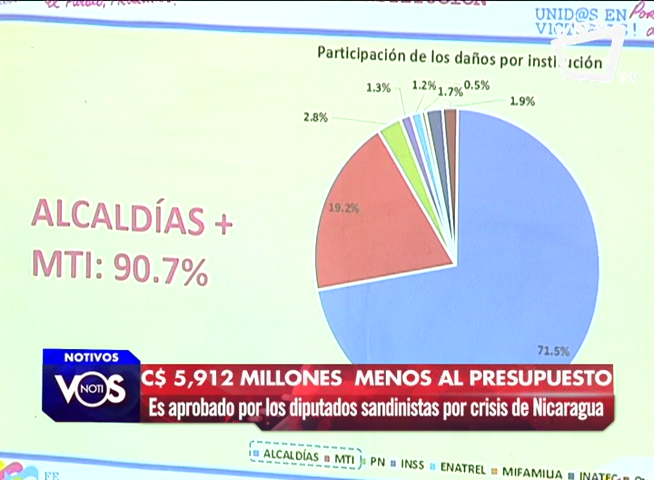 UNID@S EN
VICTORIAS!
Participación de los daños por institución
1.3%
1.2%
1.7%
0.5%
1.9%
2.8%
19.2%
71.5%
ALCALDÍAS +
MTI: 90.7%
NOTIVOS
VOS
NOTI
C$ 5,912 MILLONES MENOS AL PRESUPUESTO
Es aprobado por los diputados sandinistas por crisis de Nicaragua
ALCALDÍAS MTI PN INSS ENATREL MIFAMILIA INATEC
FE